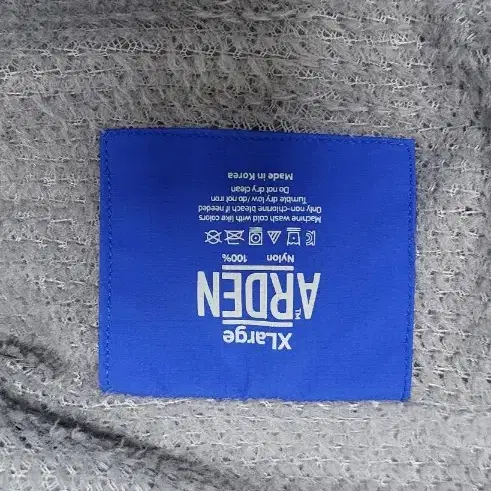 XLarge
ARDEN™
Nylon 100%
Machine wash cold with like colors
Only non-chlorine bleach if needed
Tumble dry low /do not iron
Do not dry clean
Made in Korea